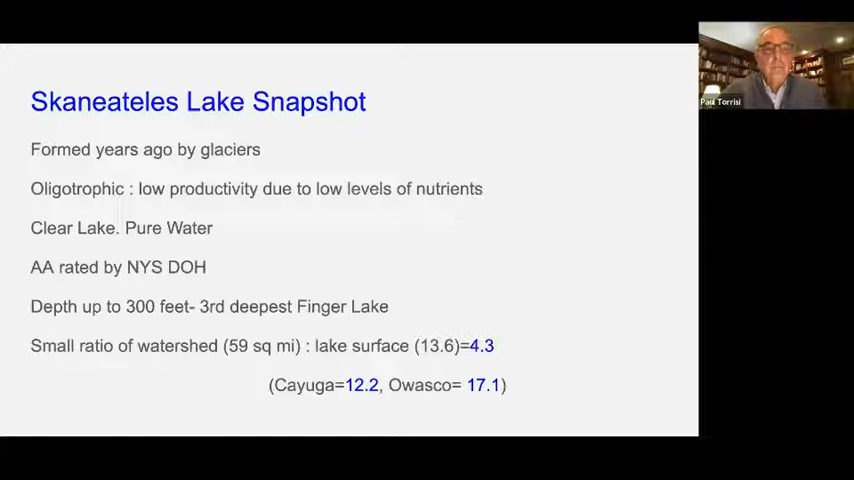 Skaneateles Lake Snapshot
Formed years ago by glaciers
Oligotrophic : low productivity due to low levels of nutrients
Clear Lake. Pure Water
AA rated by NYS DOH
Depth up to 300 feet- 3rd deepest Finger Lake
Small ratio of watershed (59 sq mi) : lake surface (13.6)=4.3
(Cayuga=12.2, Owasco= 17.1)
Paul Torrisi